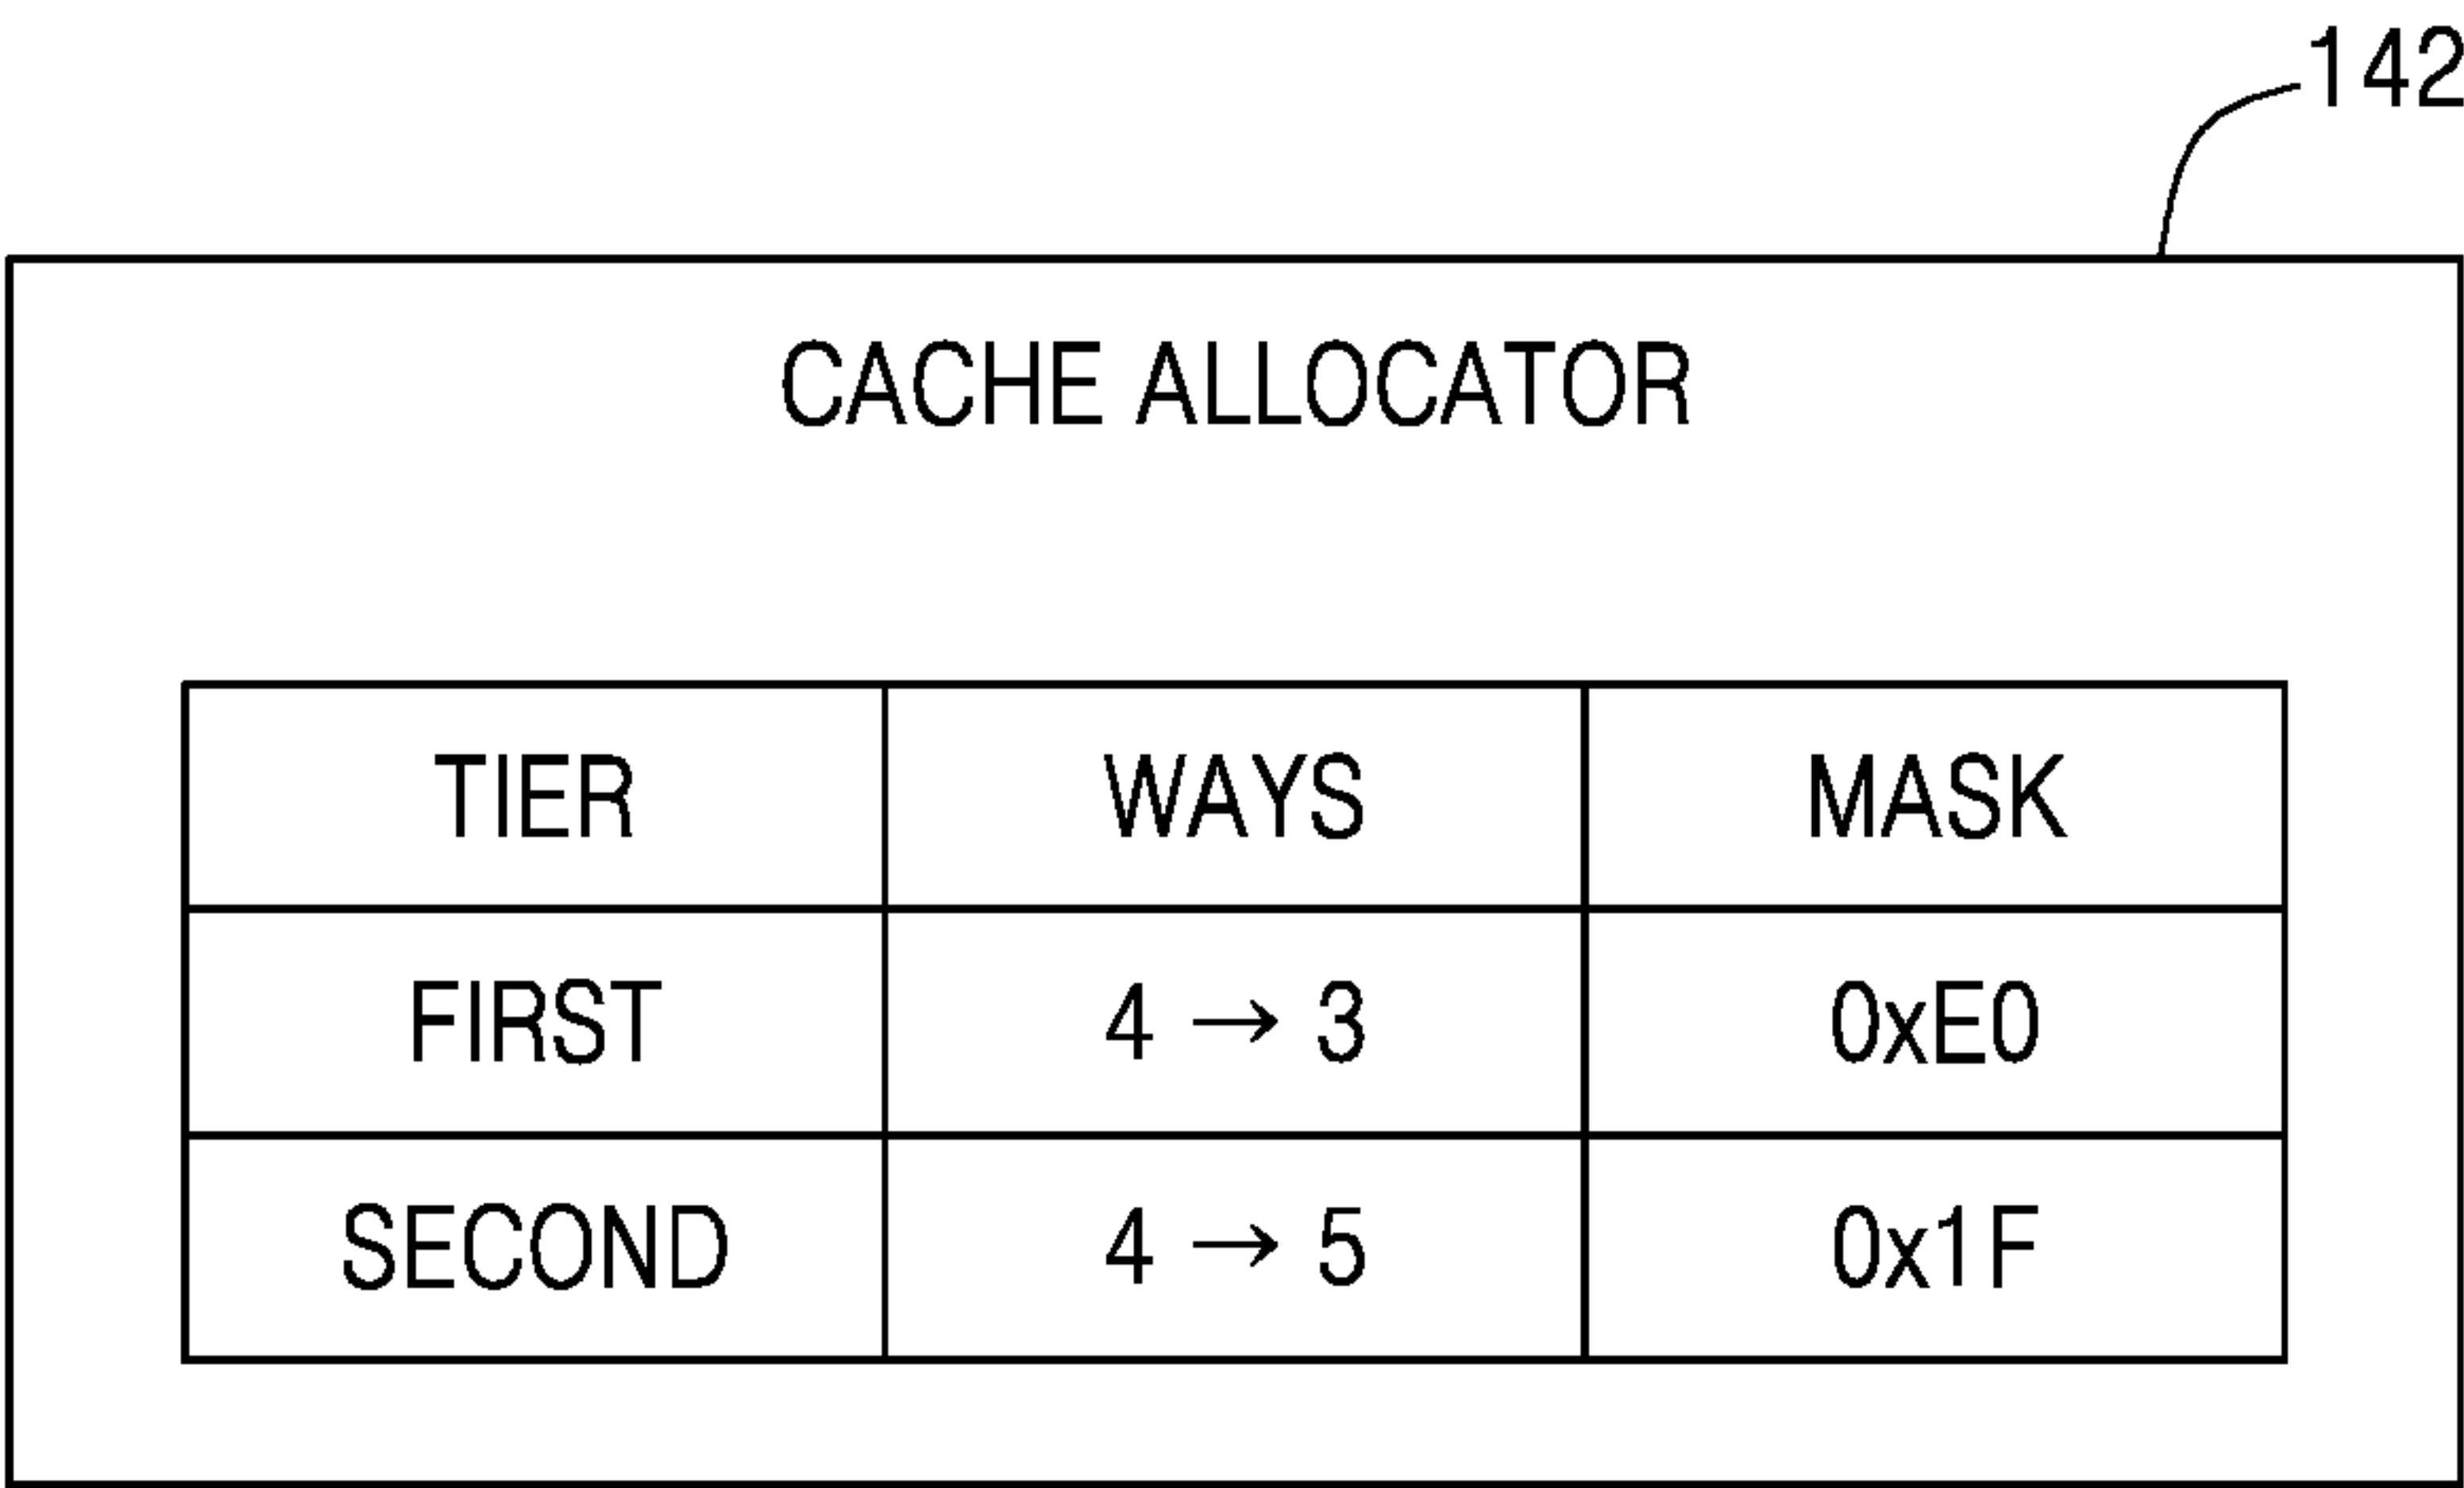 142
CACHE ALLOCATOR
TIER WAYS MASK
FIRST 4 → 3 0xE0
SECOND 4 → 5 0x1F